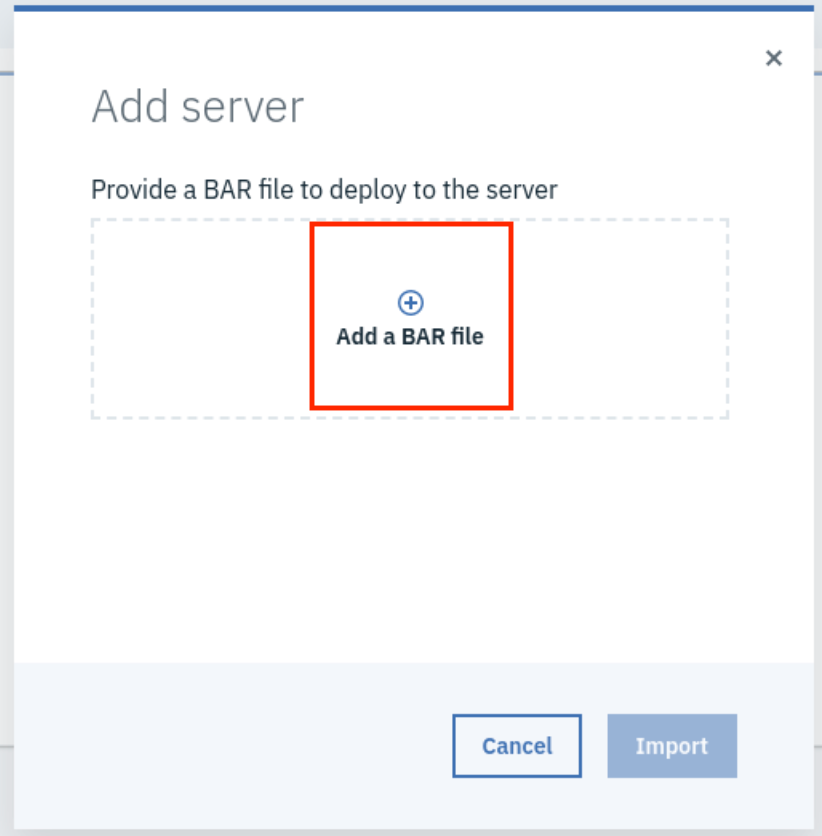 Add server
Provide a BAR file to deploy to the server
Add a BAR file
Cancel
Import